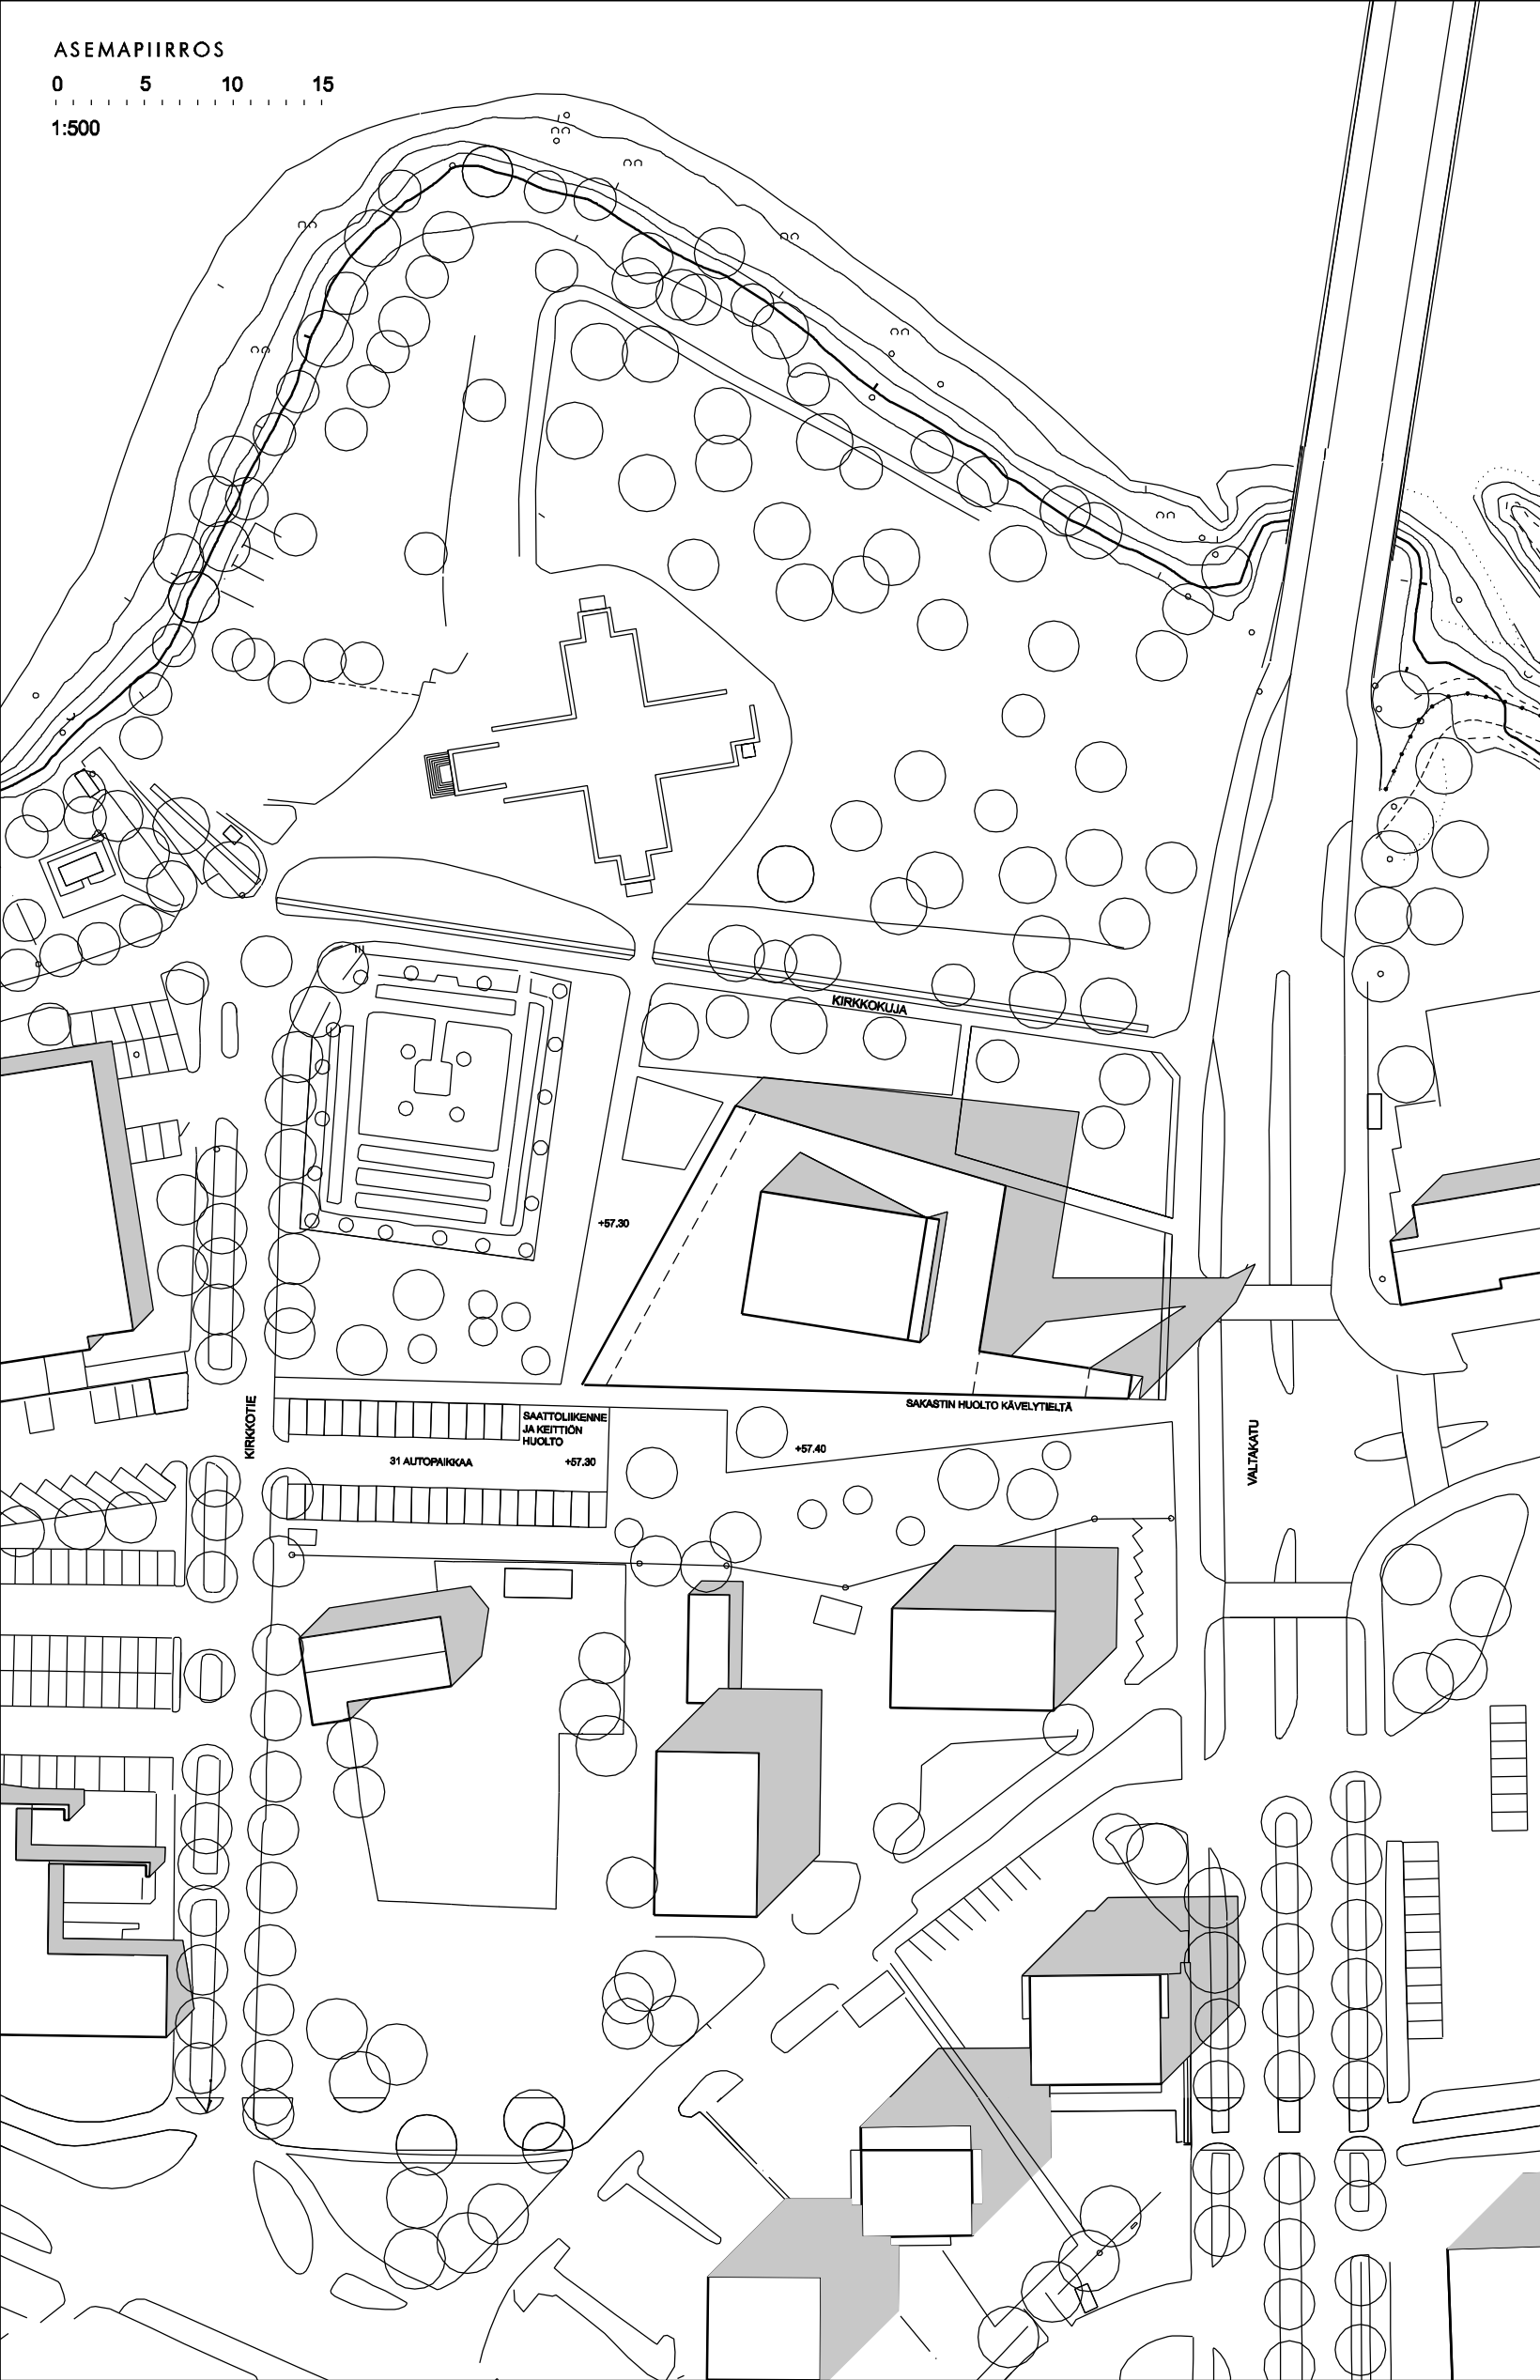 ASEMAPIIRROS
0 5 10 15
1:500
KIRKKOKUJA
+57.30
SAKASTIN HUOLTO KÄVELYTIELTÄ
KIRKKOTIE
SAATTOLIIKENNE
JA KEITTIÖN
HUOLTO
+57.40
VALTAKATU
31 AUTOPAIKKAA
+57.30